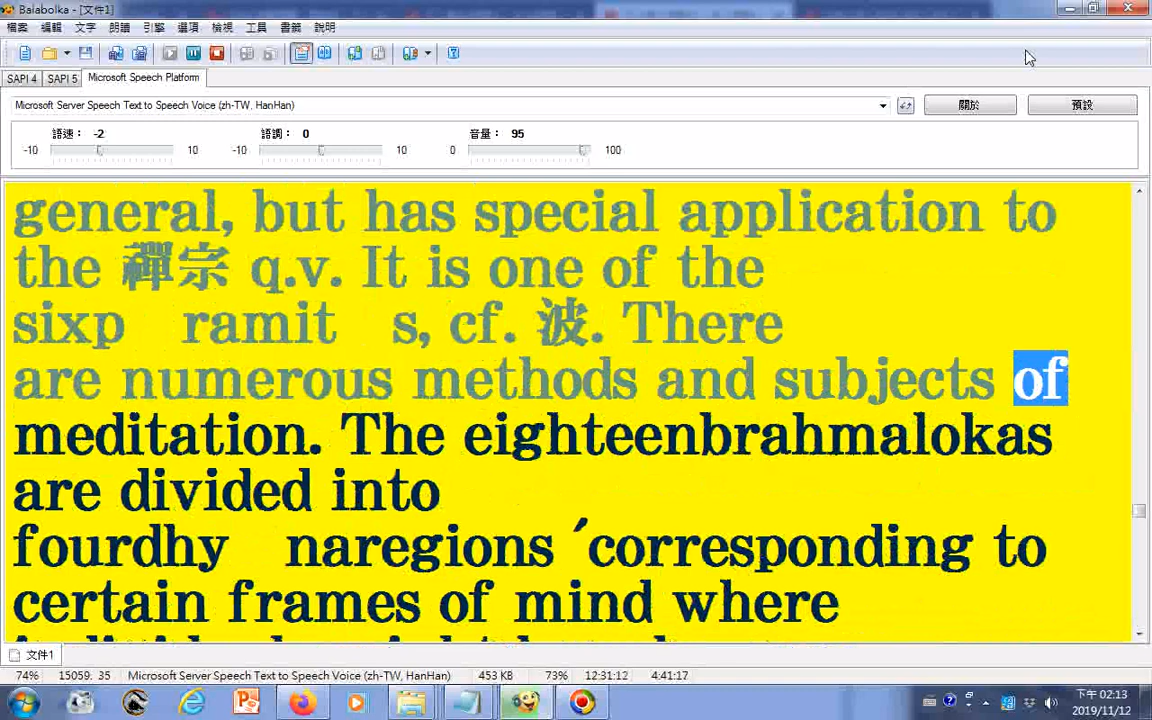 Balabolka - [文件1]
檔案 編輯 文字 朗讀 引擎 選項 檢視 工具 書籤 說明
SAPI 4 SAPI 5 Microsoft Speech Platform
Microsoft Server Speech Text to Speech Voice (zh-TW, HanHan) 關於 預設
語速： -2 語調： 0 音量： 95
-10 10 -10 10 0 100
general, but has special application to
the 禪宗 q.v. It is one of the
sixp ramit s, cf. 波. There
are numerous methods and subjects of
meditation. The eighteenbrahmalokas
are divided into
fourdhy naregions ′corresponding to
certain frames of mind where
文件1
74% 15059. 35 Microsoft Server Speech Text to Speech Voice (zh-TW, HanHan) 453 KB 73% 12:31:12 4:41:17
下午 02:13
2019/11/12